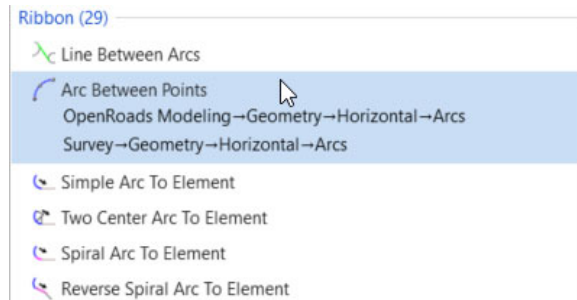 Ribbon (29)
Line Between Arcs
Arc Between Points
OpenRoads Modeling→Geometry→Horizontal→Arcs
Survey→Geometry→Horizontal→Arcs
Simple Arc To Element
Two Center Arc To Element
Spiral Arc To Element
Reverse Spiral Arc To Element